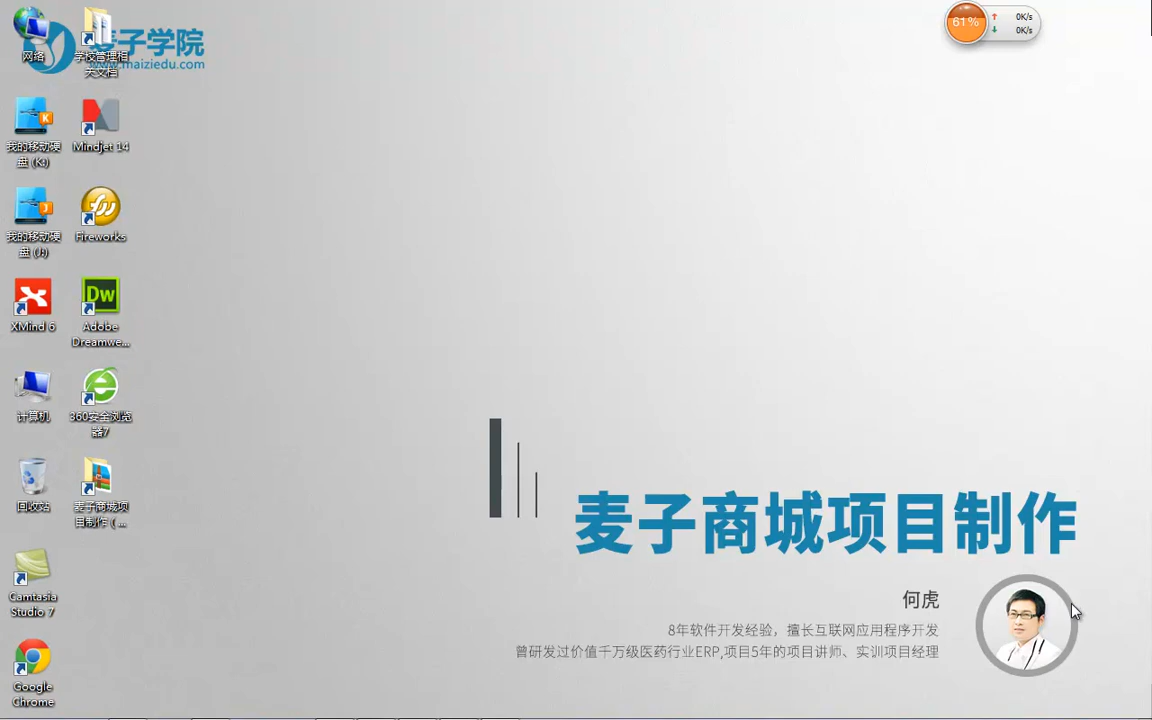 麦子学院
www.maiziedu.com
61%
0K/s
0K/s
网络
学校管理相
关文档
K
我的移动硬
盘 (K:)
Mindjet 14
J
我的移动硬
盘 (J:)
Fireworks
XMind 6
Dw
Adobe
Dreamwe...
计算机
360安全浏览
器7
回收站
麦子商城项
目制作 ( ...
Camtasia
Studio 7
Google
Chrome
麦子商城项目制作
何虎
8年软件开发经验，擅长互联网应用程序开发
曾研发过价值千万级医药行业ERP,项目5年的项目讲师、实训项目经理